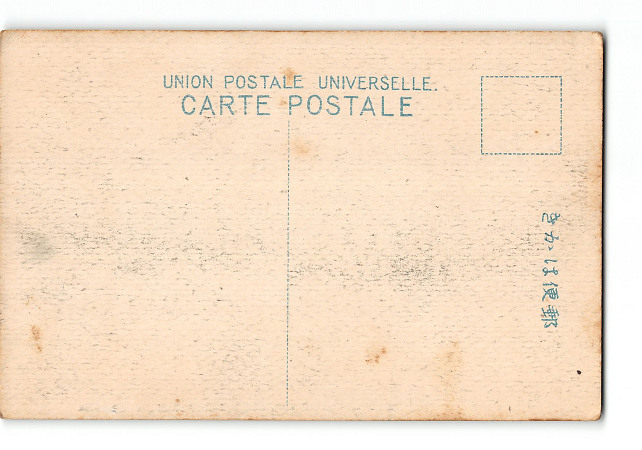 UNION POSTALE UNIVERSELLE.
CARTE POSTALE
きかは便郵